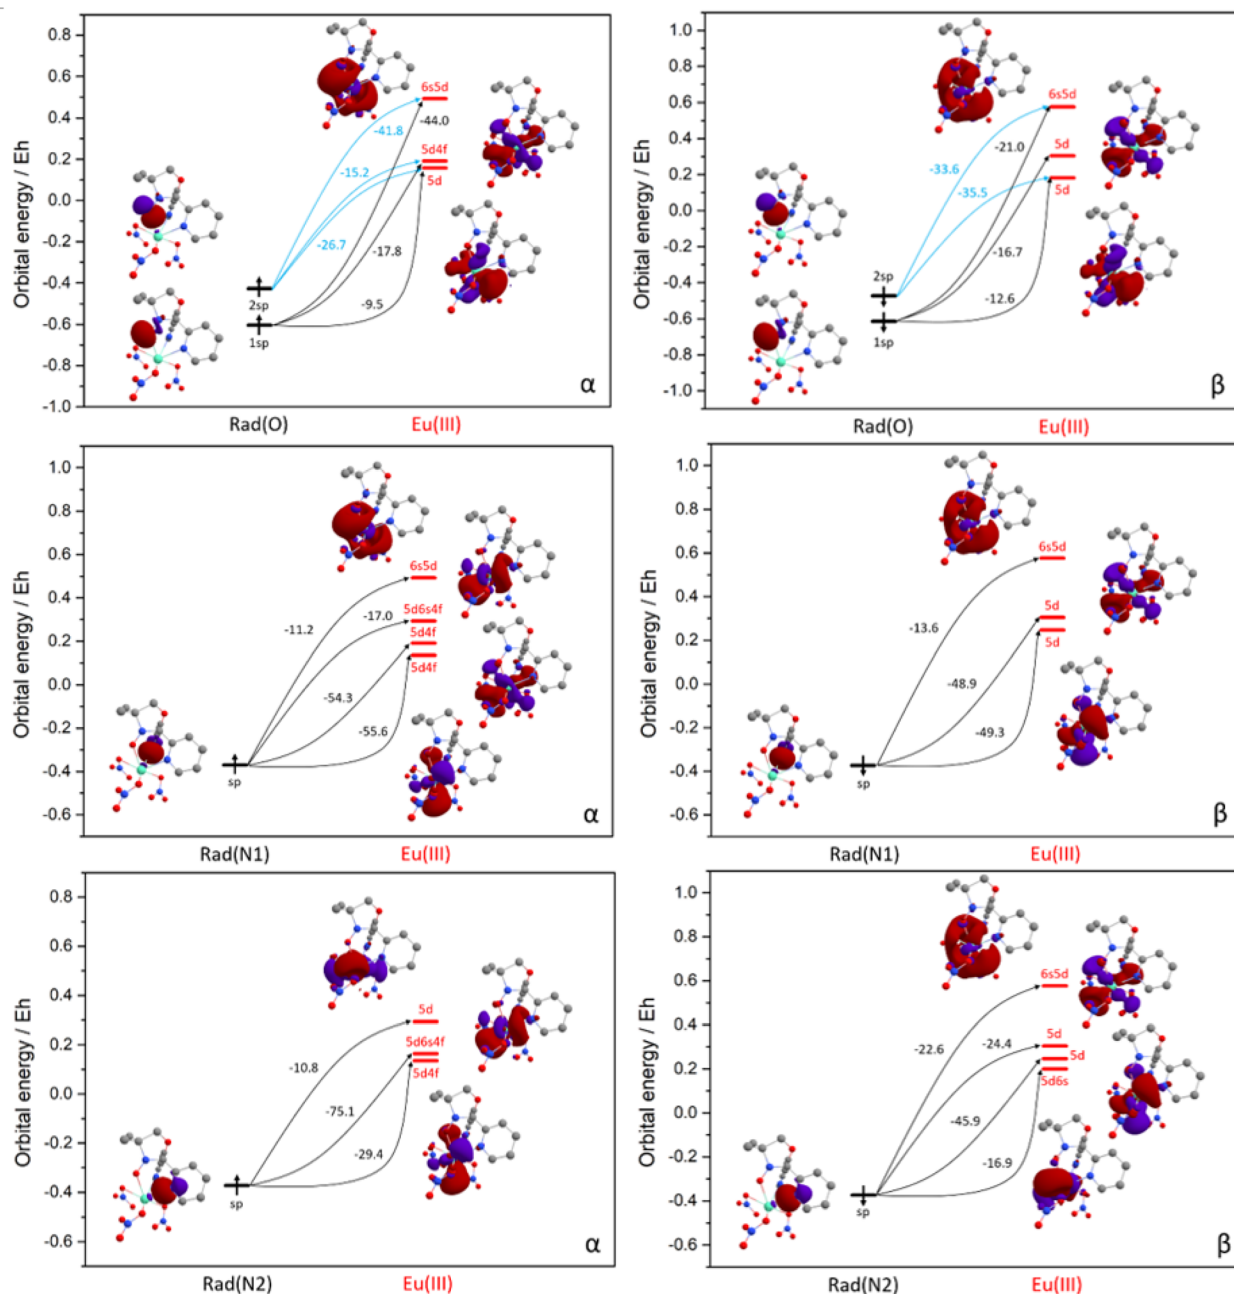 Orbital energy / Eh
0.8
0.6
0.4
0.2
0.0
-0.2
-0.4
-0.6
-0.8
-1.0
6s5d
5d4f
5d
-41.8
-44.0
-15.2
-26.7
-17.8
-9.5
2sp
1sp
α
Rad(O)
Eu(III)
Orbital energy / Eh
1.0
0.8
0.6
0.4
0.2
0.0
-0.2
-0.4
-0.6
-0.8
-1.0
6s5d
5d
5d
-21.0
-33.6
-35.5
-16.7
-12.6
2sp
1sp
β
Rad(O)
Eu(III)
Orbital energy / Eh
1.0
0.8
0.6
0.4
0.2
0.0
-0.2
-0.4
-0.6
6s5d
5d6s4f
5d4f
5d4f
-17.0
-11.2
-54.3
-55.6
sp
α
Rad(N1)
Eu(III)
Orbital energy / Eh
1.0
0.8
0.6
0.4
0.2
0.0
-0.2
-0.4
-0.6
6s5d
5d
5d
-13.6
-48.9
-49.3
sp
β
Rad(N1)
Eu(III)
Orbital energy / Eh
0.8
0.6
0.4
0.2
0.0
-0.2
-0.4
-0.6
5d
5d6s4f
5d4f
-10.8
-75.1
-29.4
sp
α
Rad(N2)
Eu(III)
Orbital energy / Eh
1.0
0.8
0.6
0.4
0.2
0.0
-0.2
-0.4
-0.6
6s5d
5d
5d
5d6s
-22.6
-24.4
-45.9
-16.9
sp
β
Rad(N2)
Eu(III)